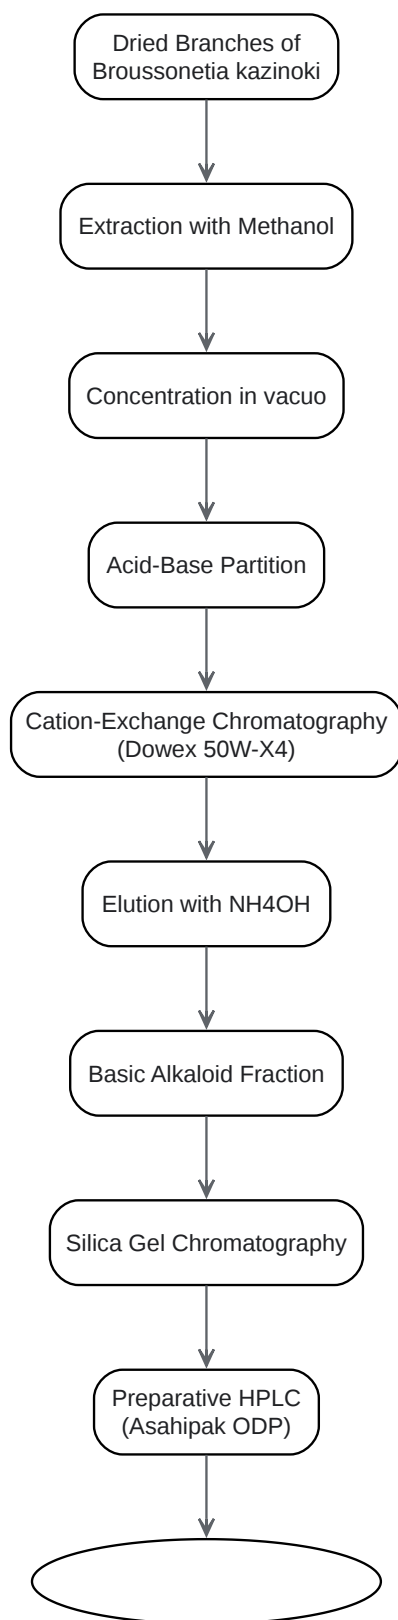 Dried Branches of
Broussonetia kazinoki
Extraction with Methanol
Concentration in vacuo
Acid-Base Partition
Cation-Exchange Chromatography
(Dowex 50W-X4)
Elution with NH4OH
Basic Alkaloid Fraction
Silica Gel Chromatography
Preparative HPLC
(Asahipak ODP)